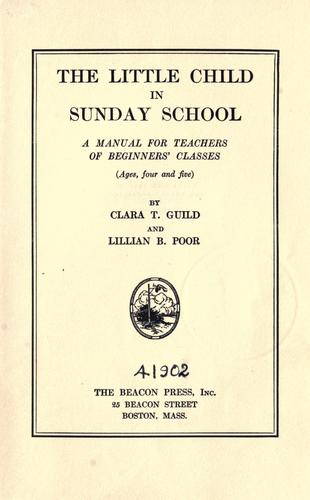 THE LITTLE CHILD
IN
SUNDAY SCHOOL
A MANUAL FOR TEACHERS
OF BEGINNERS' CLASSES
(Ages, four and five)
BY
CLARA T. GUILD
AND
LILLIAN B. POOR
41902
THE BEACON PRESS, INC.
25 BEACON STREET
BOSTON, MASS.